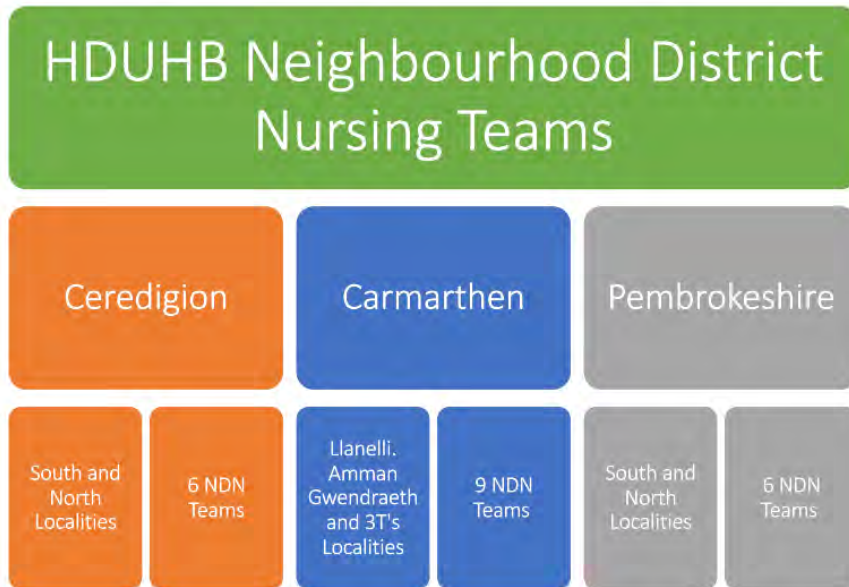 HDUHB Neighbourhood District
Nursing Teams
Ceredigion
Carmarthen
Pembrokeshire
South and
North
Localities
6 NDN
Teams
Llanelli.
Amman
Gwendraeth
and 3T's
Localities
9 NDN
Teams
South and
North
Localities
6 NDN
Teams